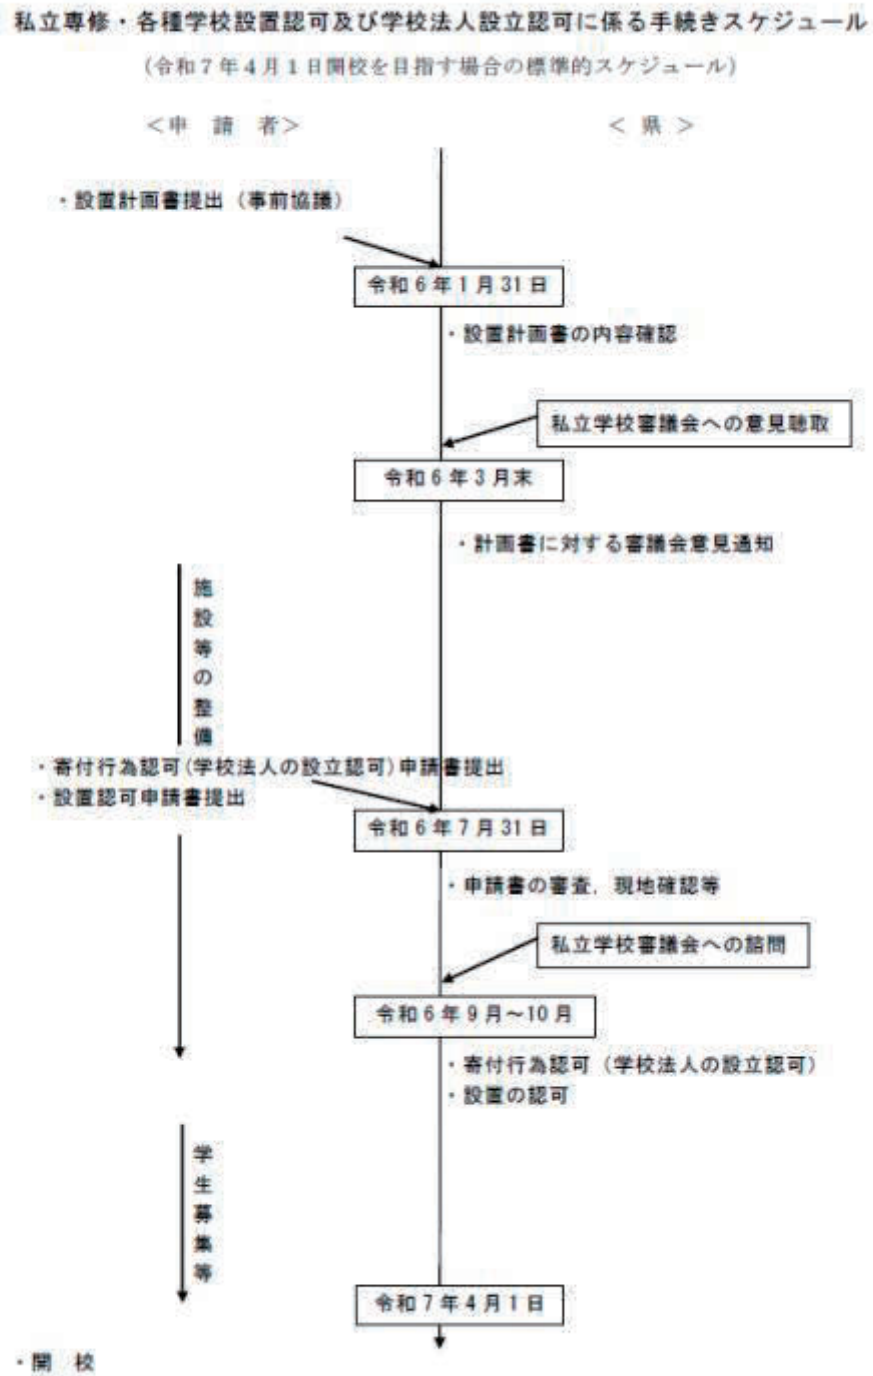 私立専修・各種学校設置認可及び学校法人設立認可に係る手続きスケジュール
(令和7年4月1日開校を目指す場合の標準的スケジュール)
＜申　請　者＞
＜ 県 ＞
・設置計画書提出（事前協議）
令和6年1月31日
・設置計画書の内容確認
私立学校審議会への意見聴取
令和6年3月末
・計画書に対する審議会意見通知
施設等の整備
・寄付行為認可(学校法人の設立認可)申請書提出
・設置認可申請書提出
令和6年7月31日
・申請書の審査，現地確認等
私立学校審議会への諮問
令和6年9月～10月
・寄付行為認可（学校法人の設立認可）
・設置の認可
学生募集等
令和7年4月1日
・開　校